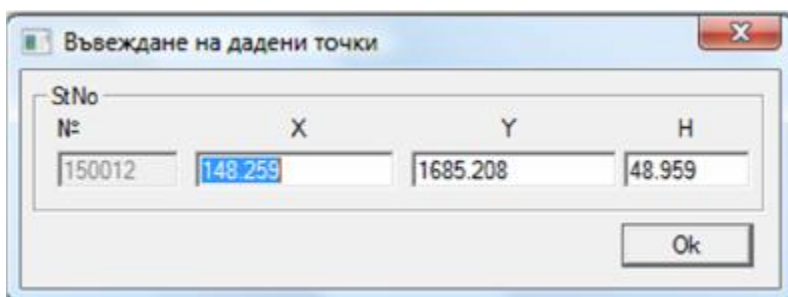 Въвеждане на дадени точки
StNo
№ X Y H
150012 148.259 1685.208 48.959
Ok